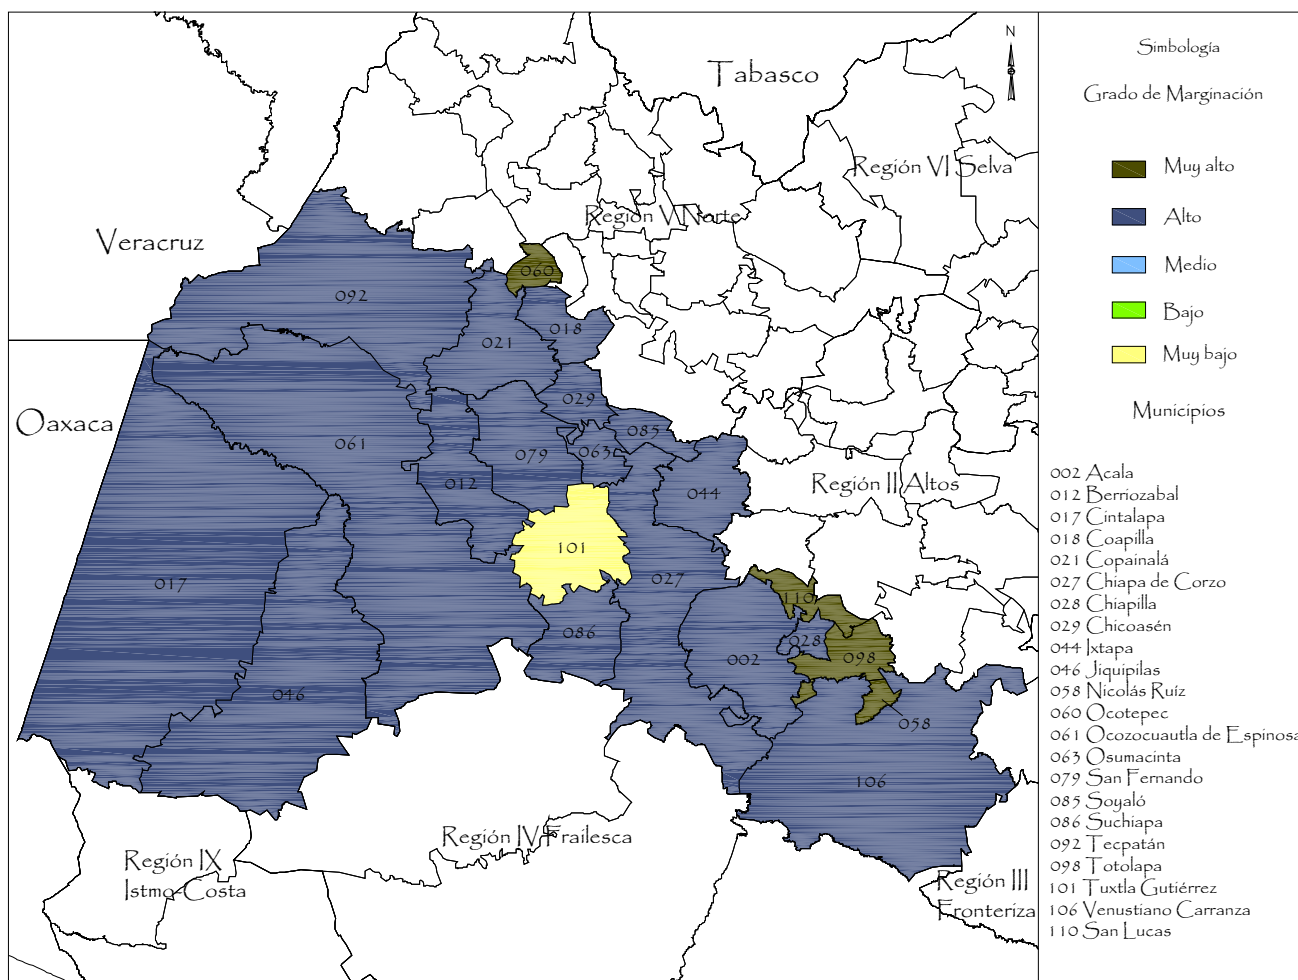 Tabasco
N
Región VI Selva
Región V Norte
Veracruz
060
092
018
021
Oaxaca
029
085
061
063
079
012
044
Región II Altos
101
017
027
110
086
028
002
098
046
058
106
Región IV Frailesca
Región IX
Istmo-Costa
Región III
Fronteriza
Simbología
Grado de Marginación
Muy alto
Alto
Medio
Bajo
Muy bajo
Municipios
002 Acala
012 Berriozabal
017 Cintalapa
018 Coapilla
021 Copainalá
027 Chiapa de Corzo
028 Chiapilla
029 Chicoasén
044 Ixtapa
046 Jiquipilas
058 Nicolás Ruíz
060 Ocotepec
061 Ocozocuautla de Espinosa
063 Osumacinta
079 San Fernando
085 Soyaló
086 Suchiapa
092 Tecpatán
098 Totolapa
101 Tuxtla Gutiérrez
106 Venustiano Carranza
110 San Lucas